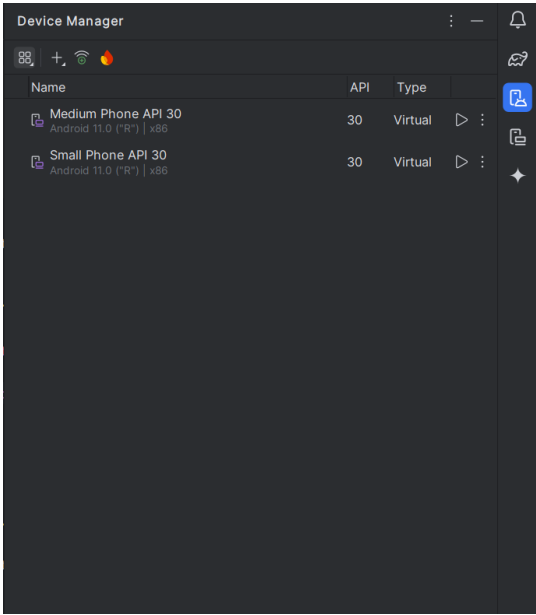 Device Manager
Name API Type
Medium Phone API 30 30 Virtual
Android 11.0 ("R") | x86
Small Phone API 30 30 Virtual
Android 11.0 ("R") | x86